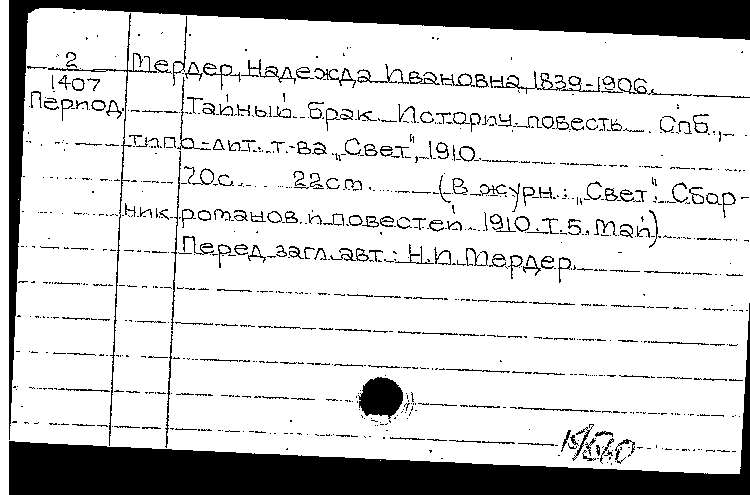 2
1407
Период.
Мердер, Надежда Ивановна, 1839-1906.
Тайный брак. Историч. повесть. Спб.,
типо-лит. т-ва „Свет", 1910.
70с. 22cm. (В журн.: „Свет". Сбор-
ник романов и повестей 1910. Т.5. Май)
Перед загл. авт.: Н.И. Мердер.